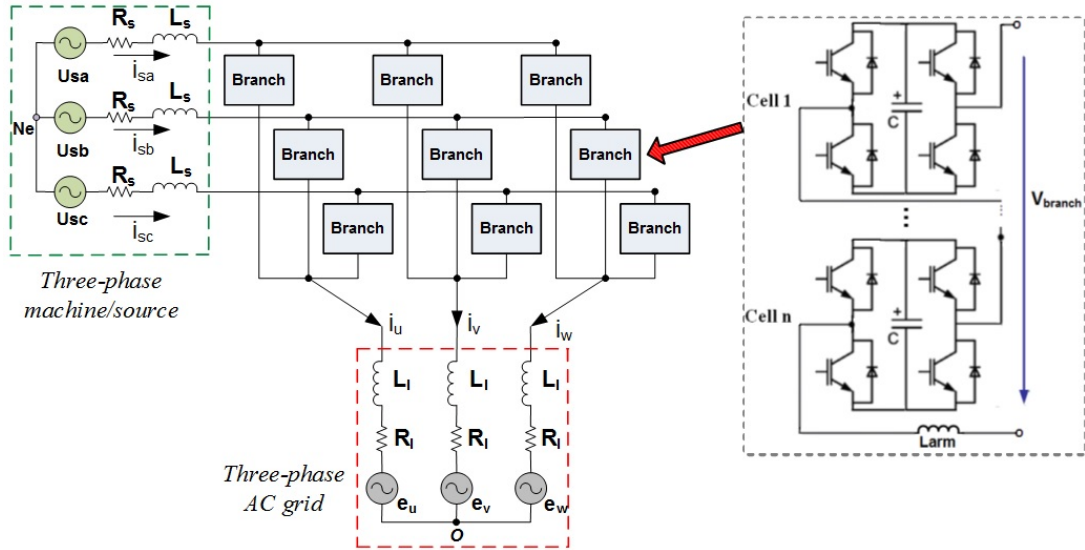 Rs Ls
Usa isa
Rs Ls
Ne
Usb isb
Rs Ls
Usc isc
Three-phase
machine/source
Branch Branch Branch
Branch Branch Branch
Branch Branch Branch
iu iv iw
Ll Ll Ll
Rl Rl Rl
eu ev ew
o
Three-phase
AC grid
Cell 1
+
C
Vbranch
Cell n
+
C
Larm